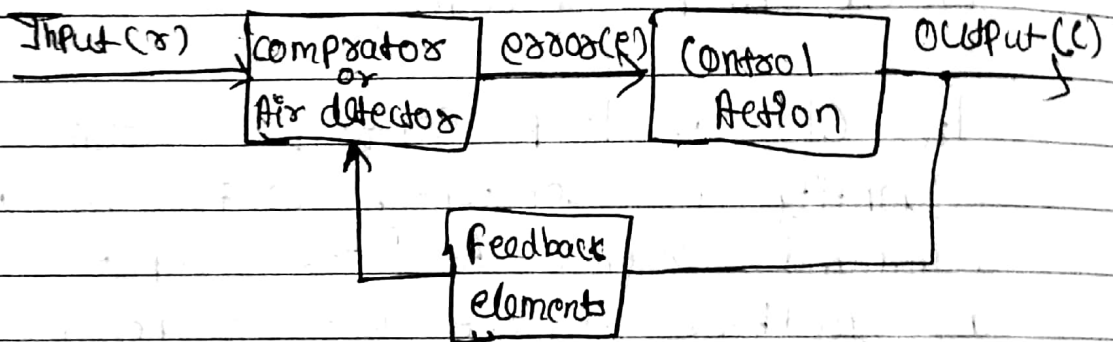 Input(r)
Comprator
or
Air detector
error(e)
Control
Action
Output(C)
Feedback
elements